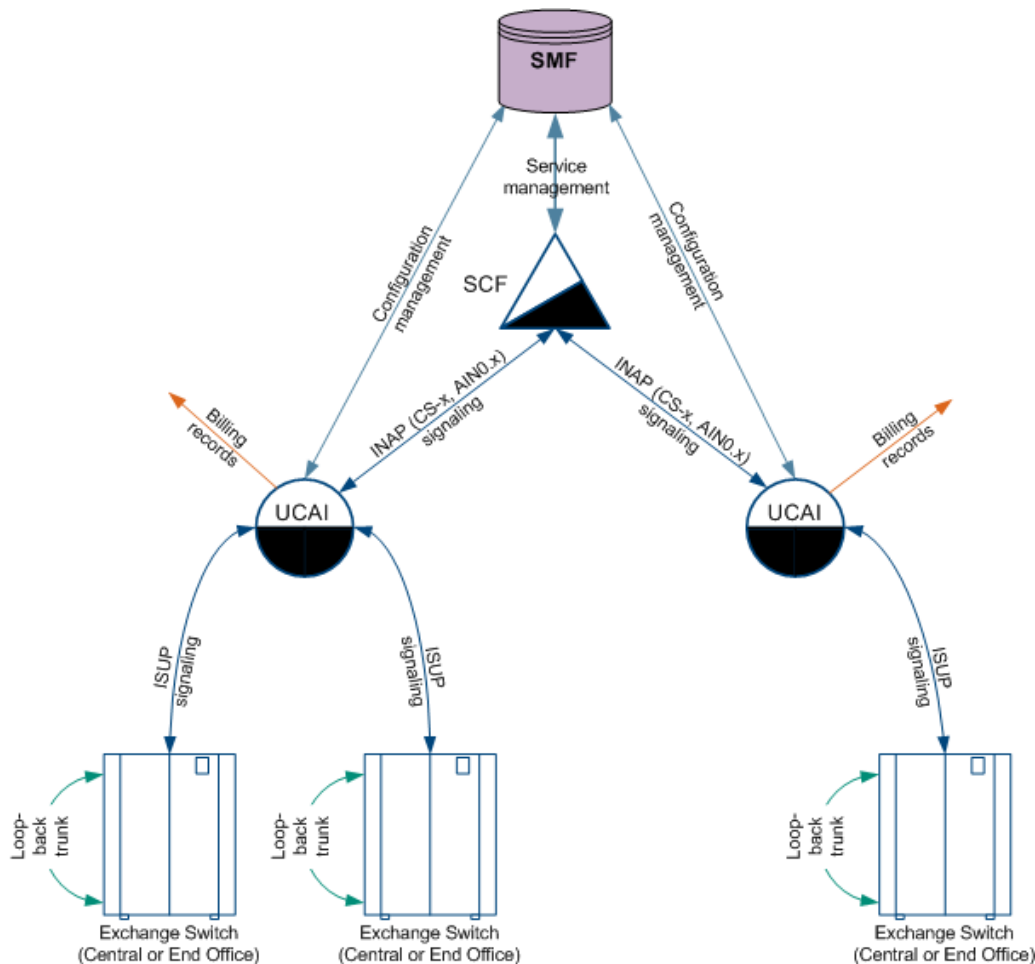 SMF
Service
management
Configuration
management
Configuration
management
SCF
INAP (CS-x, AIN0.x)
signaling
INAP (CS-x, AIN0.x)
signaling
Billing
records
Billing
records
UCAI
UCAI
ISUP
signaling
ISUP
signaling
ISUP
signaling
Loop-
back
trunk
Loop-
back
trunk
Loop-
back
trunk
Exchange Switch
(Central or End Office)
Exchange Switch
(Central or End Office)
Exchange Switch
(Central or End Office)